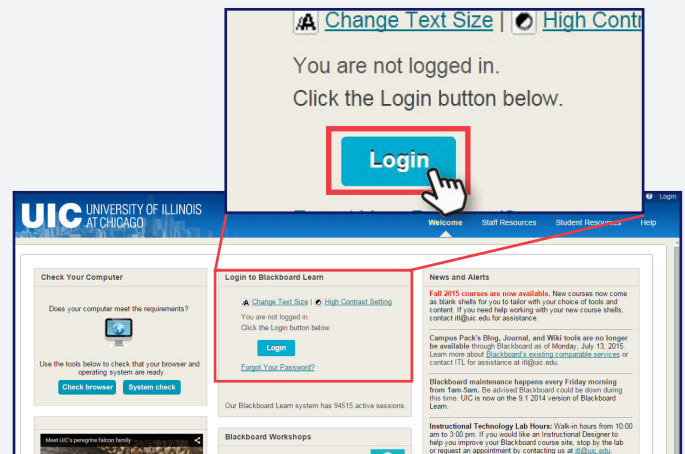 Change Text Size | High Contr
You are not logged in.
Click the Login button below.
Login
Login
UIC UNIVERSITY OF ILLINOIS
AT CHICAGO
Welcome Staff Resources Student Resources Help
Check Your Computer
Does your computer meet the requirements?
Use the tools below to check that your browser and
operating system are ready.
Check browser System check
Meet UIC's peregrine falcon family
Login to Blackboard Learn
Change Text Size | High Contrast Setting
You are not logged in.
Click the Login button below.
Login
Forgot Your Password?
Our Blackboard Learn system has 94515 active sessions.
Blackboard Workshops
News and Alerts
Fall 2015 courses are now available. New courses now come
as blank shells for you to tailor with your choice of tools and
content. If you need help working with your new course shells,
contact itl@uic.edu for assistance.
Campus Pack's Blog, Journal, and Wiki tools are no longer
be available through Blackboard as of Monday, July 13, 2015.
Learn more about Blackboard's existing comparable services or
contact ITL for assistance at itl@uic.edu.
Blackboard maintenance happens every Friday morning
from 1am-5am. Be advised Blackboard could be down during
this time. UIC is now on the 9.1 2014 version of Blackboard
Learn.
Instructional Technology Lab Hours: Walk-in hours from 10:00
am to 3:00 pm. If you would like an Instructional Designer to
help you improve your Blackboard course site, stop by the lab
or request an appointment by contacting us at itl@uic.edu.